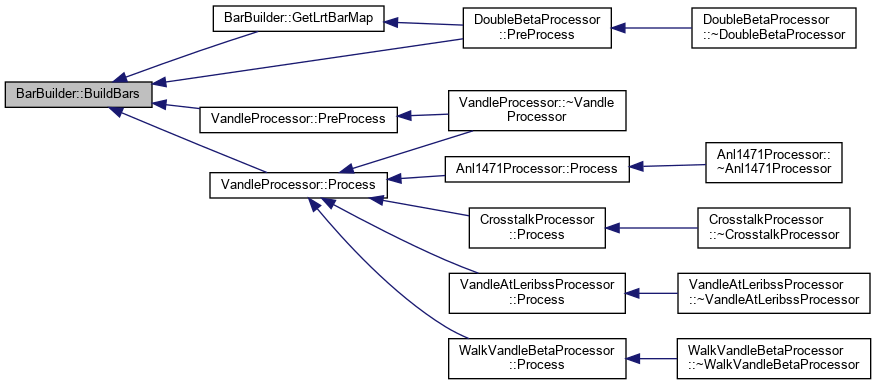 BarBuilder::BuildBars
BarBuilder::GetLrtBarMap
DoubleBetaProcessor
::PreProcess
DoubleBetaProcessor
::~DoubleBetaProcessor
VandleProcessor::PreProcess
VandleProcessor::~Vandle
Processor
VandleProcessor::Process
Anl1471Processor::Process
Anl1471Processor::
~Anl1471Processor
CrosstalkProcessor
::Process
CrosstalkProcessor
::~CrosstalkProcessor
VandleAtLeribssProcessor
::Process
VandleAtLeribssProcessor
::~VandleAtLeribssProcessor
WalkVandleBetaProcessor
::Process
WalkVandleBetaProcessor
::~WalkVandleBetaProcessor